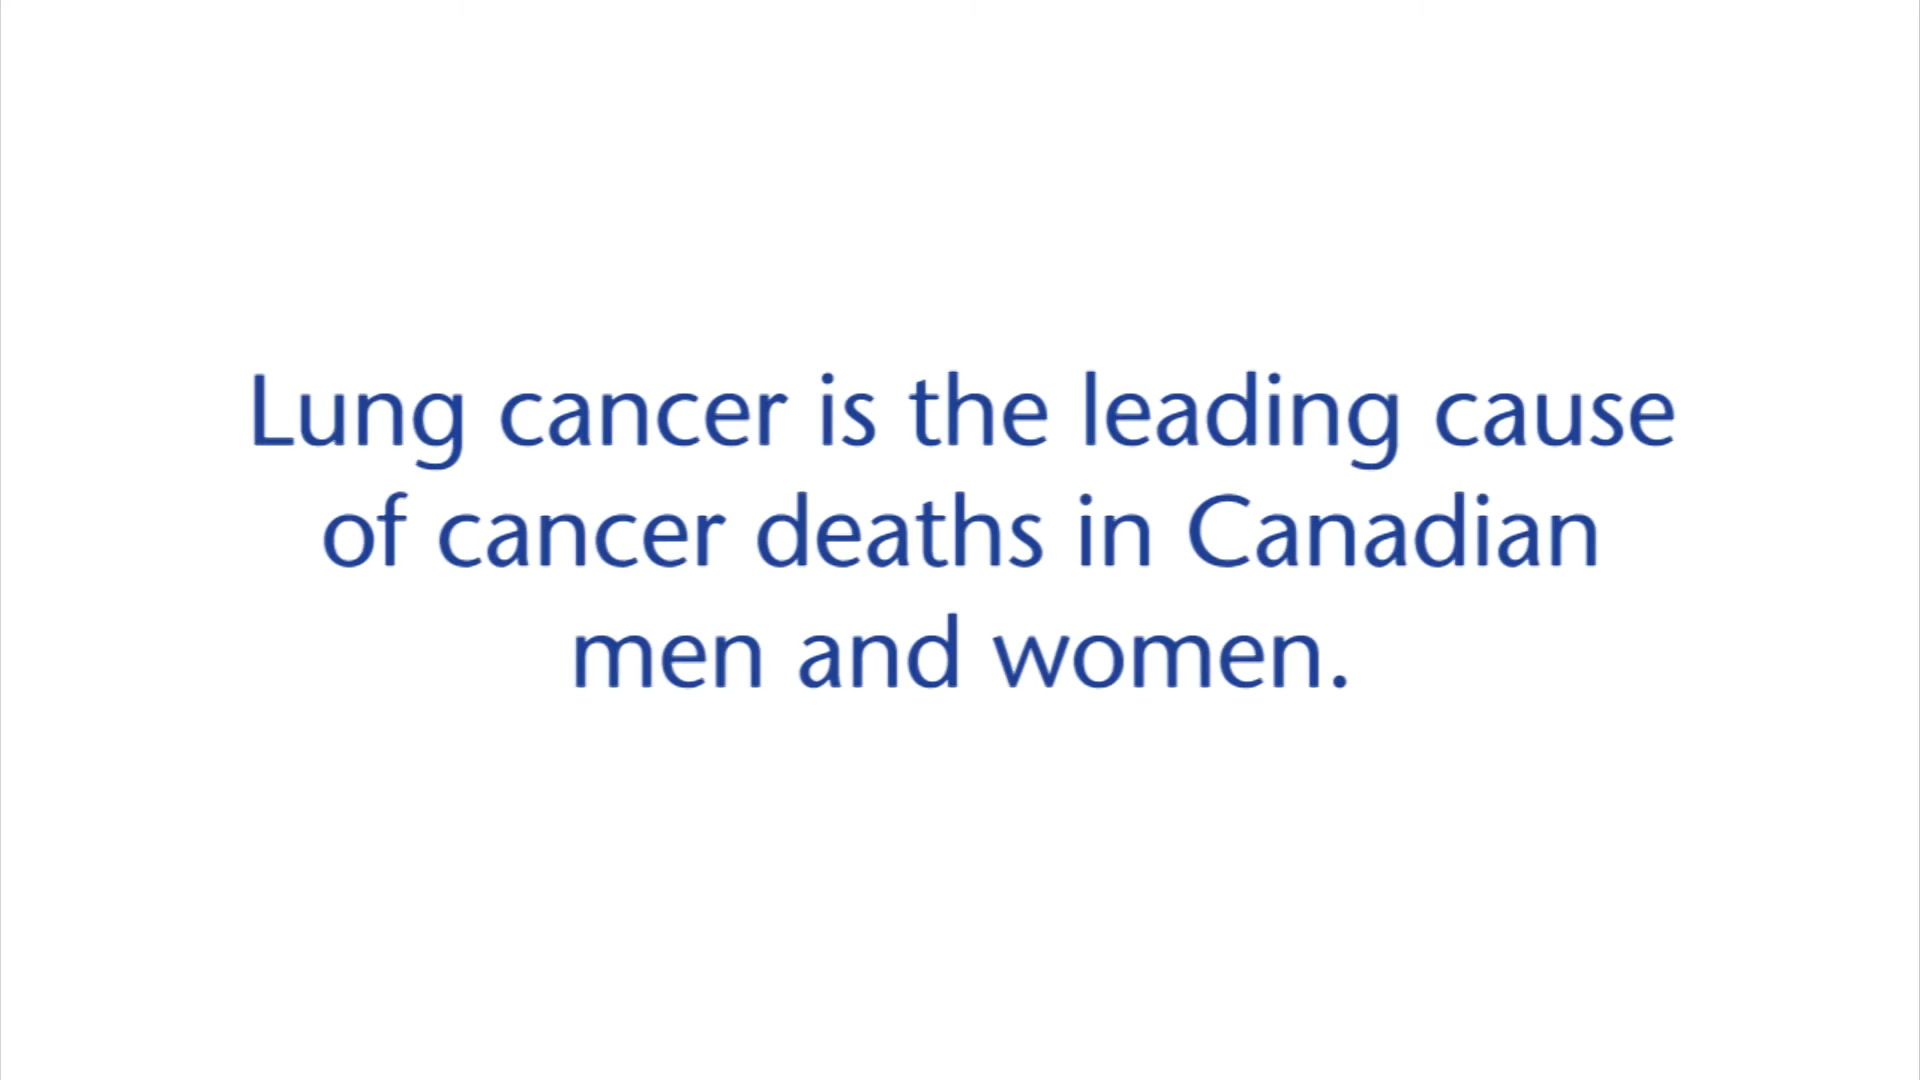 Lung cancer is the leading cause
of cancer deaths in Canadian
men and women.